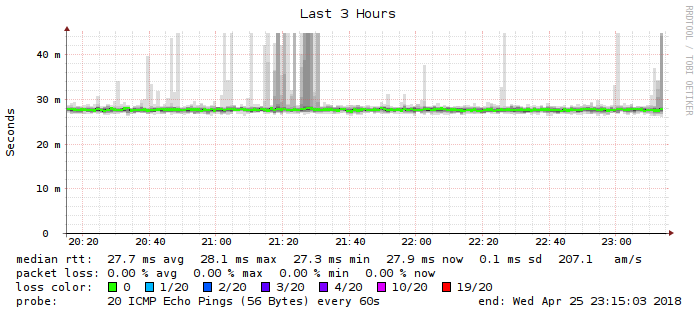 Last 3 Hours
RRDTOOL / TOBI OETIKER
Seconds
40 m
30 m
20 m
10 m
0
20:20 20:40 21:00 21:20 21:40 22:00 22:20 22:40 23:00
median rtt: 27.7 ms avg 28.1 ms max 27.3 ms min 27.9 ms now 0.1 ms sd 207.1 am/s
packet loss: 0.00 % avg 0.00 % max 0.00 % min 0.00 % now
loss color: 0 1/20 2/20 3/20 4/20 10/20 19/20
probe: 20 ICMP Echo Pings (56 Bytes) every 60s end: Wed Apr 25 23:15:03 2018